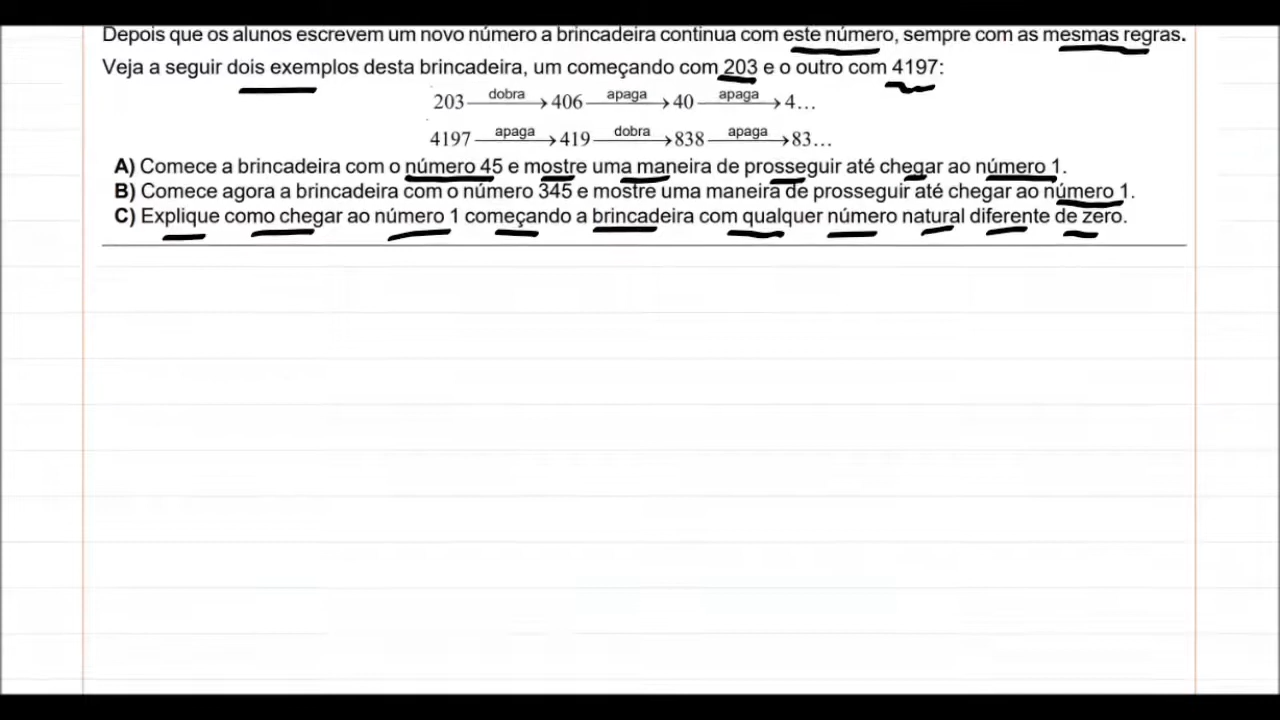 Depois que os alunos escrevem um novo número a brincadeira continua com este número, sempre com as mesmas regras.
Veja a seguir dois exemplos desta brincadeira, um começando com 203 e o outro com 4197:
203 dobra→ 406 apaga→ 40 apaga→ 4…
4197 apaga→ 419 dobra→ 838 apaga→ 83…
A) Comece a brincadeira com o número 45 e mostre uma maneira de prosseguir até chegar ao número 1.
B) Comece agora a brincadeira com o número 345 e mostre uma maneira de prosseguir até chegar ao número 1.
C) Explique como chegar ao número 1 começando a brincadeira com qualquer número natural diferente de zero.